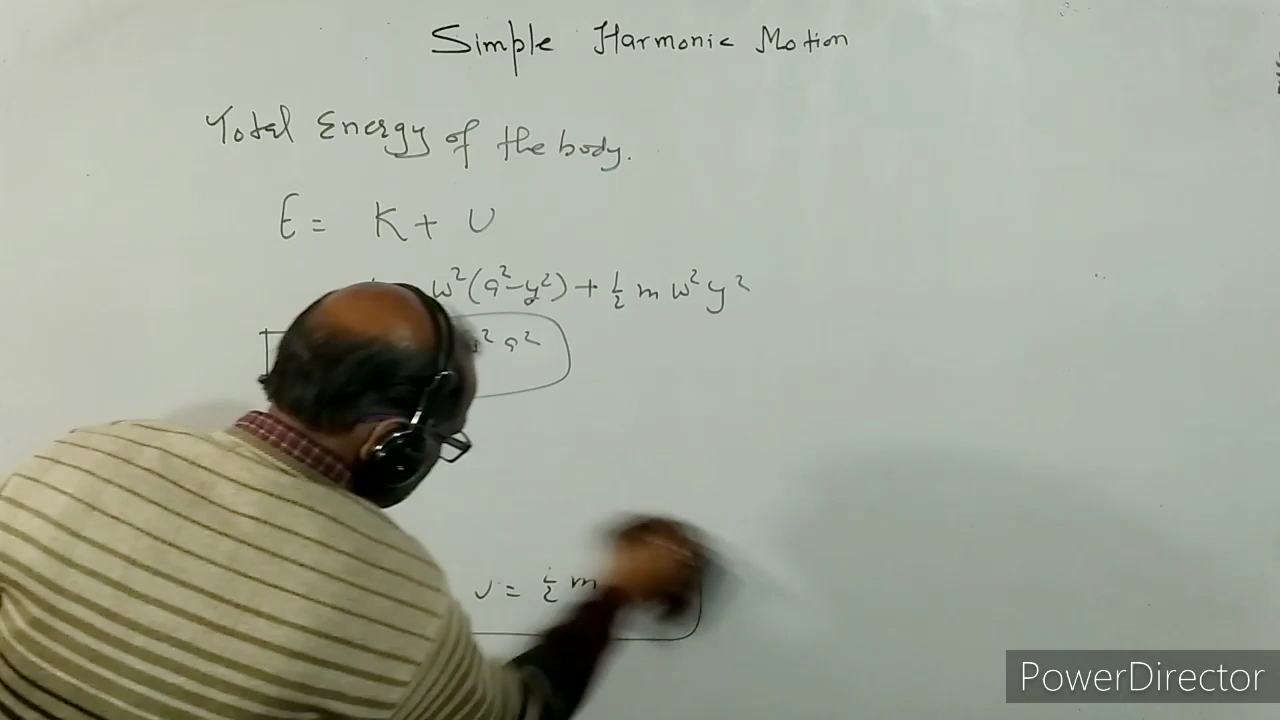 Simple Harmonic Motion
Total Energy of the body.
E = K + U
ω²(a²-y²) + 1/2 m ω² y²
² a²
U = 1/2 m
PowerDirector